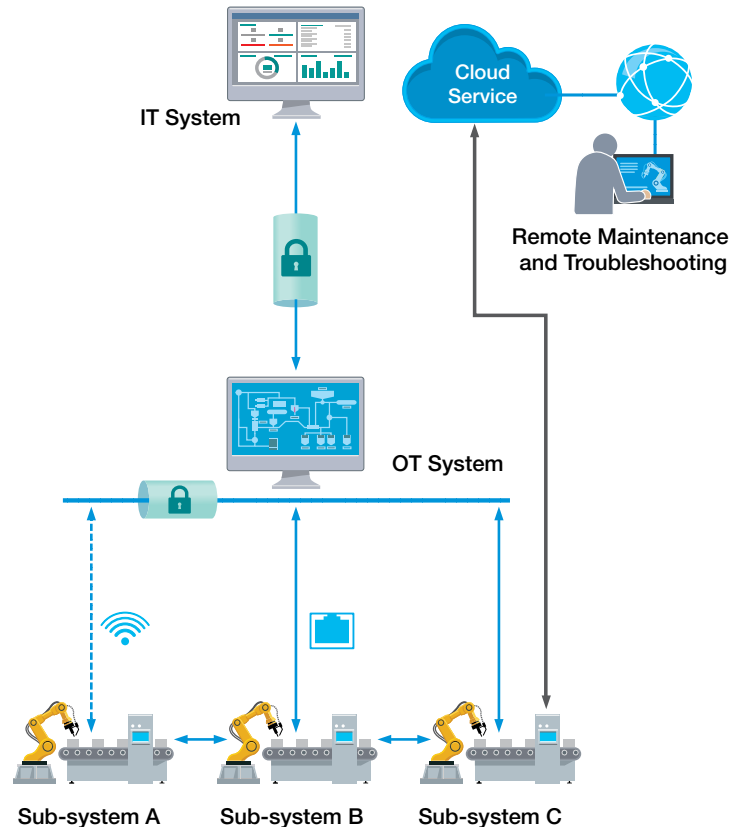 IT System
Cloud
Service
Remote Maintenance
and Troubleshooting
OT System
Sub-system A
Sub-system B
Sub-system C